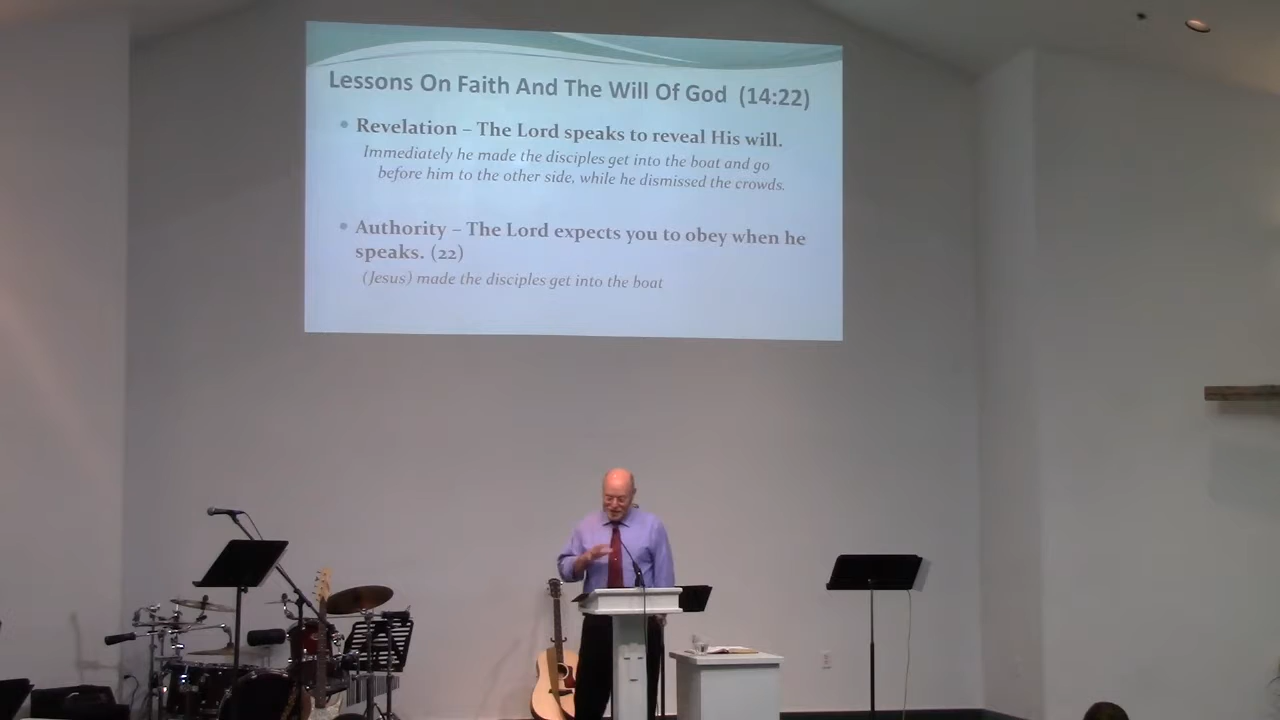 Lessons On Faith And The Will Of God (14:22)
• Revelation – The Lord speaks to reveal His will.
Immediately he made the disciples get into the boat and go
before him to the other side, while he dismissed the crowds.
• Authority – The Lord expects you to obey when he
speaks. (22)
(Jesus) made the disciples get into the boat